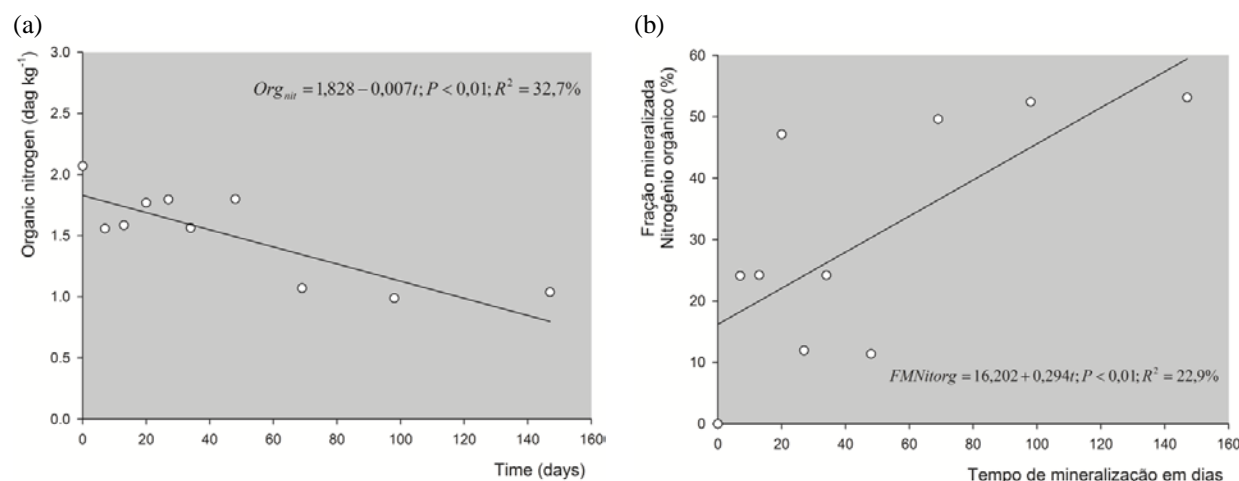 (a)
3.0
2.5
2.0
1.5
1.0
0.5
0.0
Organic nitrogen (dag kg⁻¹)
Org_nit = 1,828 − 0,007t; P < 0,01; R² = 32,7%
0 20 40 60 80 100 120 140 160
Time (days)
(b)
60
50
40
30
20
10
0
Fração mineralizada
Nitrogênio orgânico (%)
FMNitorg = 16,202 + 0,294t; P < 0,01; R² = 22,9%
0 20 40 60 80 100 120 140 160
Tempo de mineralização em dias